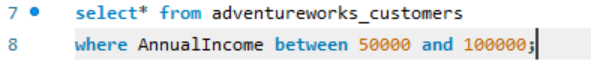 7 select* from adventureworks_customers
8 where AnnualIncome between 50000 and 100000;